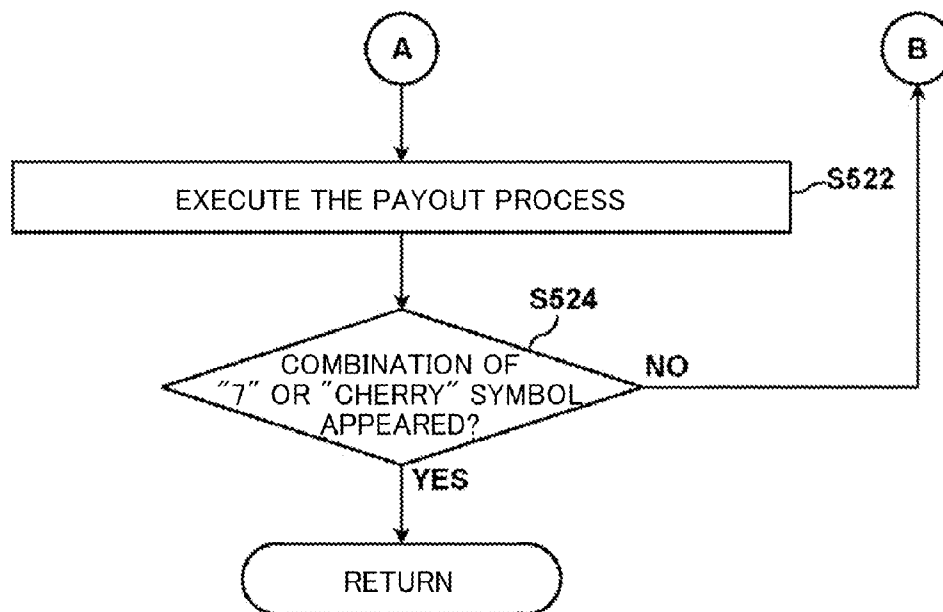 A
B
EXECUTE THE PAYOUT PROCESS
S522
S524
COMBINATION OF
"7" OR "CHERRY" SYMBOL
APPEARED?
NO
YES
RETURN